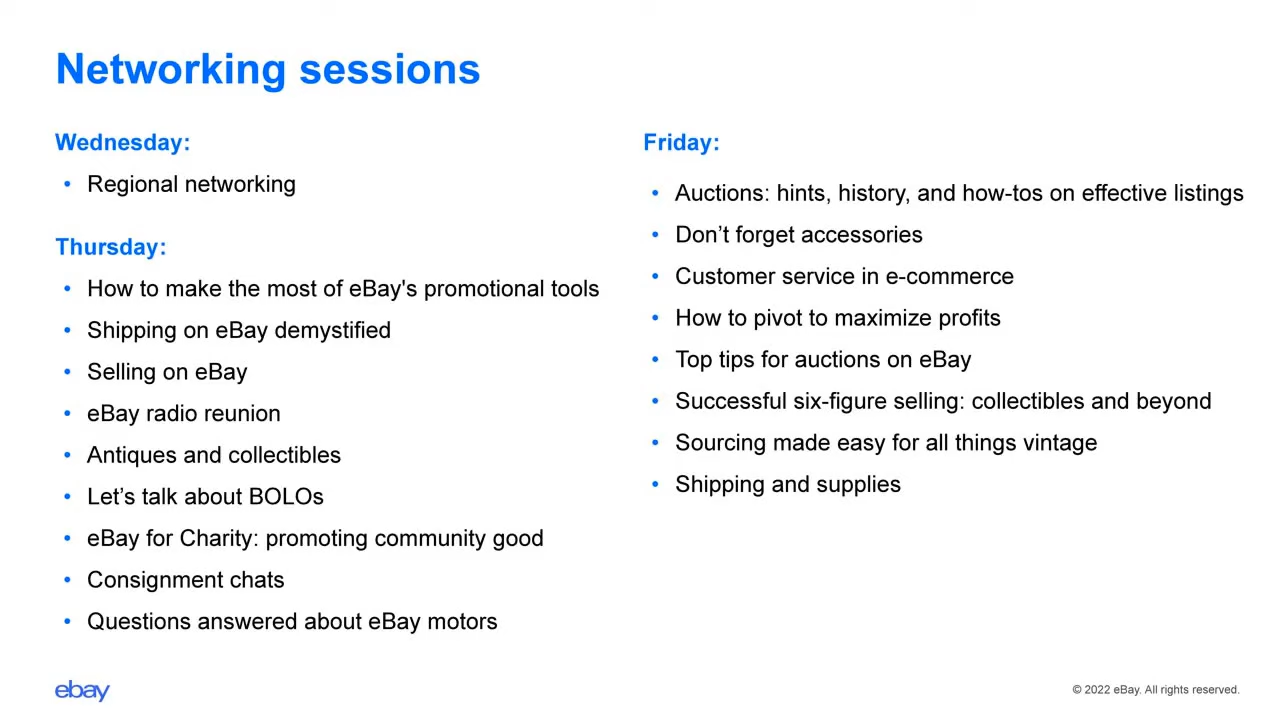 Networking sessions
Wednesday:
• Regional networking
Thursday:
• How to make the most of eBay's promotional tools
• Shipping on eBay demystified
• Selling on eBay
• eBay radio reunion
• Antiques and collectibles
• Let’s talk about BOLOs
• eBay for Charity: promoting community good
• Consignment chats
• Questions answered about eBay motors
Friday:
• Auctions: hints, history, and how-tos on effective listings
• Don’t forget accessories
• Customer service in e-commerce
• How to pivot to maximize profits
• Top tips for auctions on eBay
• Successful six-figure selling: collectibles and beyond
• Sourcing made easy for all things vintage
• Shipping and supplies
ebay
© 2022 eBay. All rights reserved.